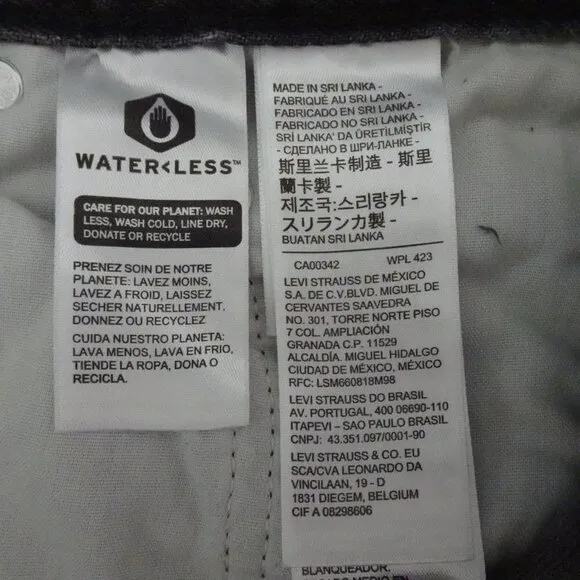 WATER<LESS™
CARE FOR OUR PLANET: WASH
LESS, WASH COLD, LINE DRY,
DONATE OR RECYCLE
PRENEZ SOIN DE NOTRE
PLANETE: LAVEZ MOINS,
LAVEZ A FROID, LAISSEZ
SECHER NATURELLEMENT,
DONNEZ OU RECYCLEZ
CUIDA NUESTRO PLANETA:
LAVA MENOS, LAVA EN FRIO,
TIENDE LA ROPA, DONA O
RECICLA.
MADE IN SRI LANKA -
FABRIQUÉ AU SRI LANKA -
FABRICADO EN SRI LANKA -
FABRICADO NO SRI LANKA -
SRİ LANKA' DA ÜRETİLMİŞTİR
- СДЕЛАНО В ШРИ-ЛАНКЕ -
斯里兰卡制造 - 斯里
蘭卡製 -
제조국:스리랑카 -
スリランカ製 -
BUATAN SRI LANKA
CA00342 WPL 423
LEVI STRAUSS DE MÉXICO
S.A. DE C.V.BLVD. MIGUEL DE
CERVANTES SAAVEDRA
NO. 301, TORRE NORTE PISO
7 COL. AMPLIACIÓN
GRANADA C.P. 11529
ALCALDÍA. MIGUEL HIDALGO
CIUDAD DE MÉXICO, MÉXICO
RFC: LSM660818M98
LEVI STRAUSS DO BRASIL
AV. PORTUGAL, 400 06690-110
ITAPEVI – SAO PAULO BRASIL
CNPJ: 43.351.097/0001-90
LEVI STRAUSS & CO. EU
SCA/CVA LEONARDO DA
VINCILAAN, 19 - D
1831 DIEGEM, BELGIUM
CIF A 08298606
BLANQUEADOR.